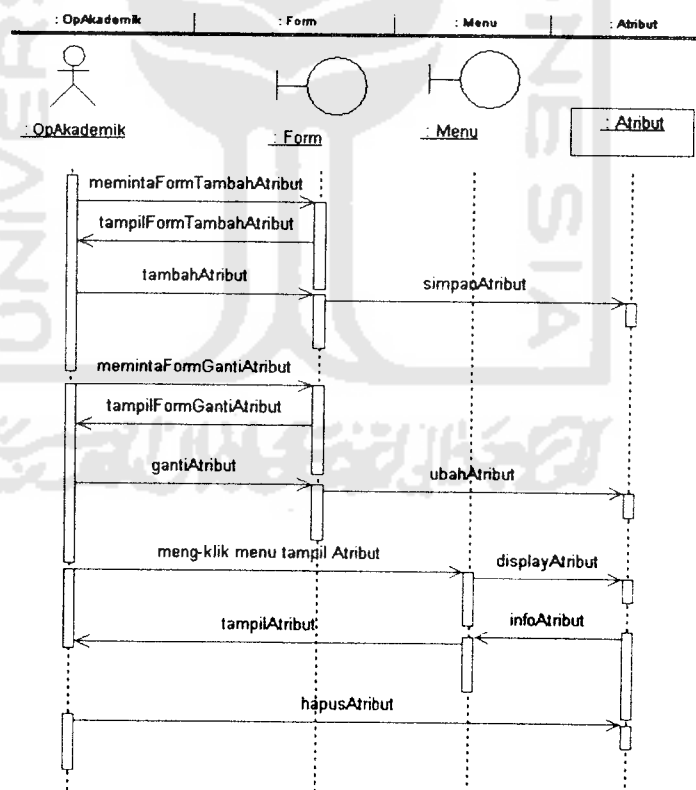 : OpAkademik
: Form
: Menu
: Atribut
: OpAkademik
: Form
: Menu
: Atribut
memintaFormTambahAtribut
tampilFormTambahAtribut
tambahAtribut
simpanAtribut
memintaFormGantiAtribut
tampilFormGantiAtribut
gantiAtribut
ubahAtribut
meng-klik menu tampil Atribut
displayAtribut
tampilAtribut
infoAtribut
hapusAtribut